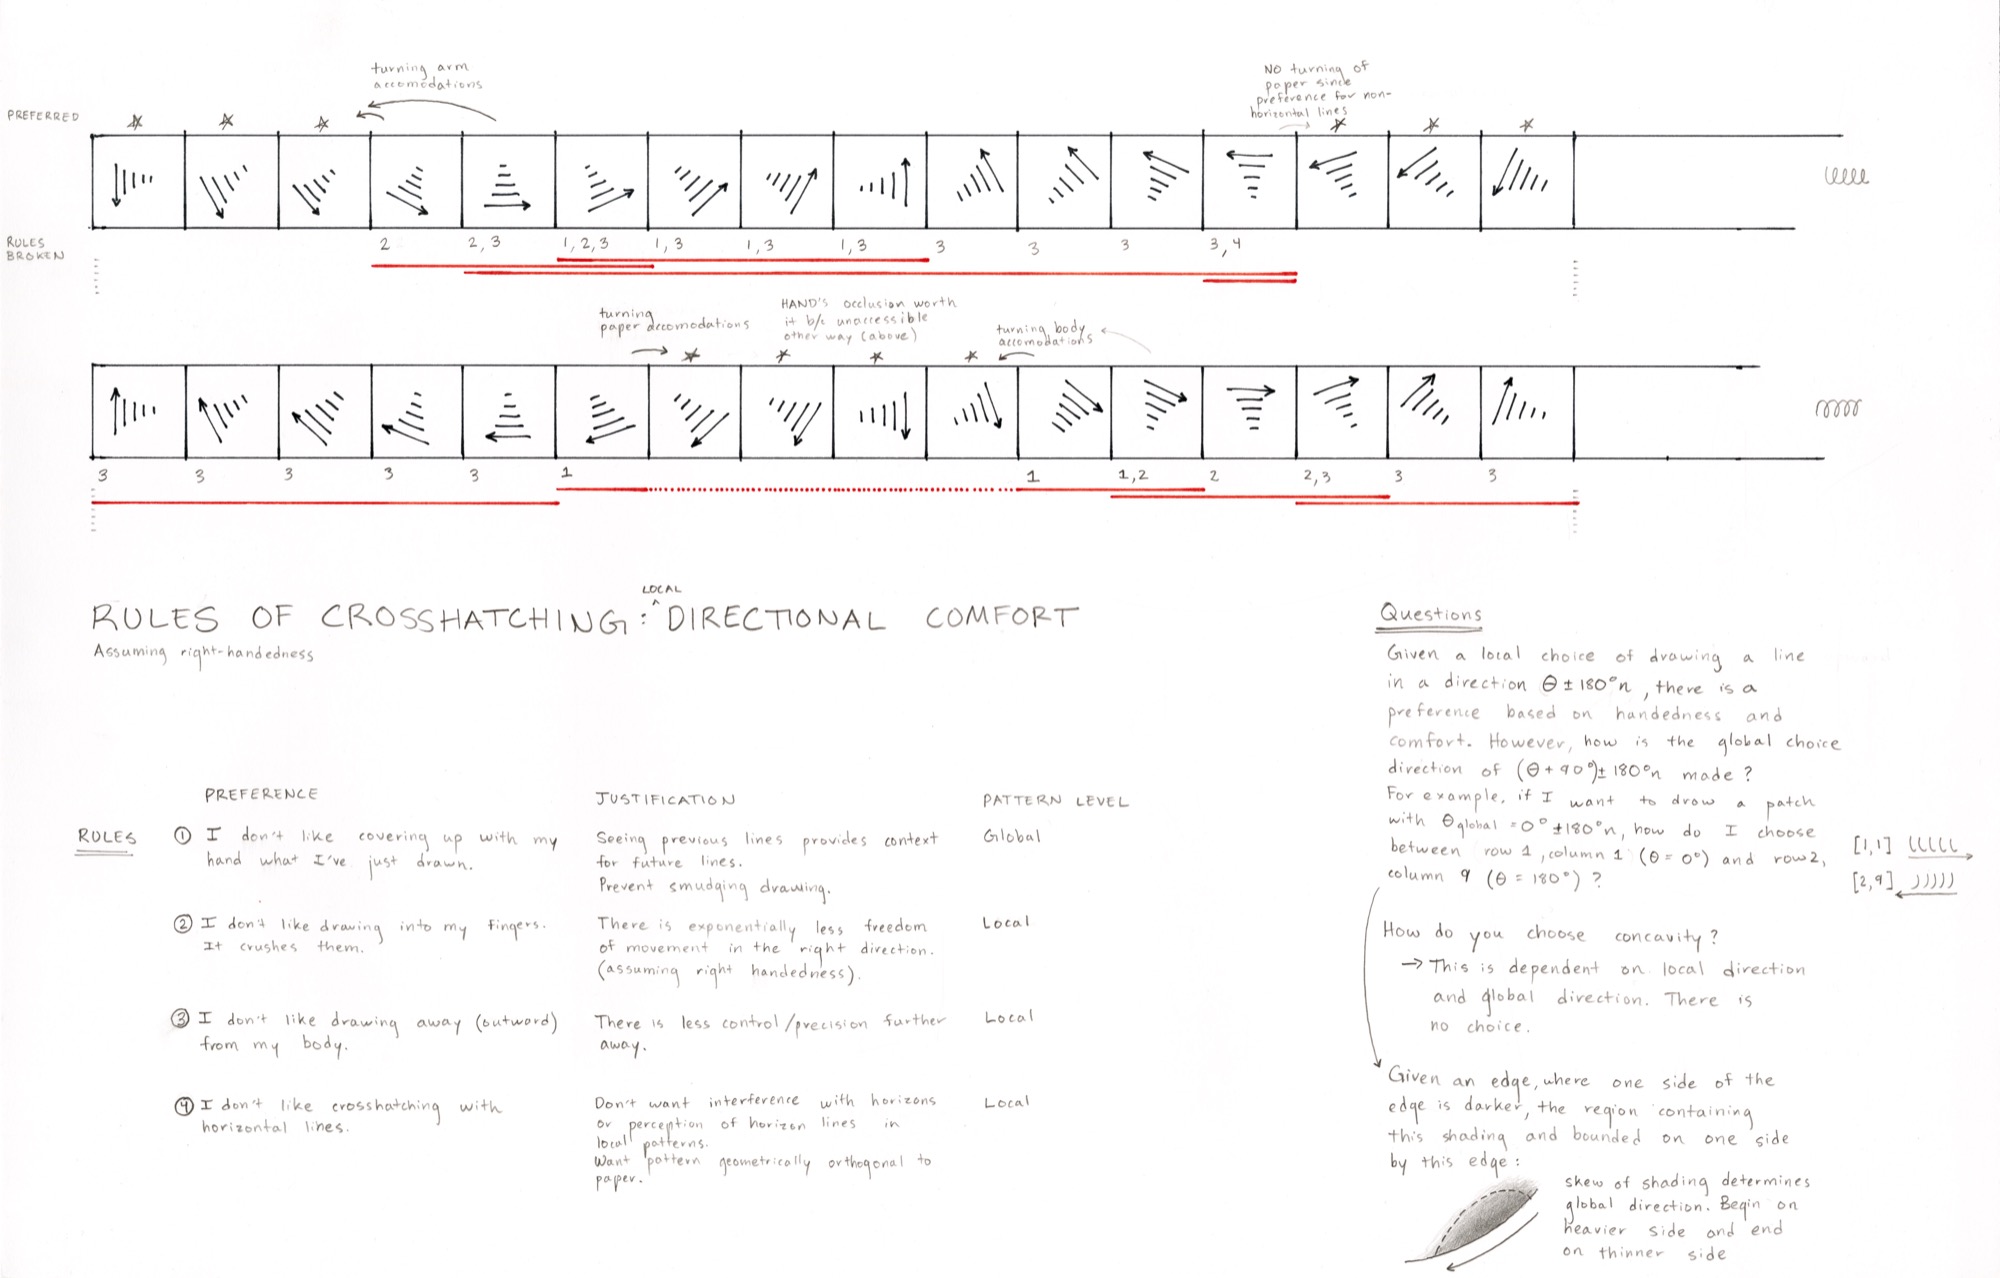 turning arm
accomodations
NO turning of
paper since
preference for non-
horizontal lines
PREFERRED
RULES
BROKEN
2
2,3
1,2,3
1,3
1,3
1,3
3
3
3
3,4
turning
paper accomodations
HAND'S occlusion worth
it b/c unaccessible
other way (above)
turning body
accomodations
3
3
3
3
3
1
1
1,2
2
2,3
3
3
LOCAL
RULES OF CROSSHATCHING: ^ DIRECTIONAL COMFORT
Assuming right-handedness
PREFERENCE
JUSTIFICATION
PATTERN LEVEL
RULES
① I don't like covering up with my
hand what I've just drawn.
Seeing previous lines provides context
for future lines.
Prevent smudging drawing.
Global
② I don't like drawing into my fingers.
It crushes them.
There is exponentially less freedom
of movement in the right direction.
(assuming right handedness).
Local
③ I don't like drawing away (outward)
from my body.
There is less control/precision further
away.
Local
④ I don't like crosshatching with
horizontal lines.
Don't want interference with horizons
or perception of horizon lines in
local patterns.
Want pattern geometrically orthogonal to
paper.
Local
Questions
Given a local choice of drawing a line
in a direction θ ± 180°n, there is a
preference based on handedness and
comfort. However, how is the global choice
direction of (θ + 90°) ± 180°n made?
For example, if I want to draw a patch
with θglobal = 0° ± 180°n, how do I choose
between row 1, column 1 (θ = 0°) and row 2,
column 9 (θ = 180°)?
[1,1]
[2,9]
How do you choose concavity?
→ This is dependent on local direction
and global direction. There is
no choice.
Given an edge, where one side of the
edge is darker, the region containing
this shading and bounded on one side
by this edge:
skew of shading determines
global direction. Begin on
heavier side and end
on thinner side